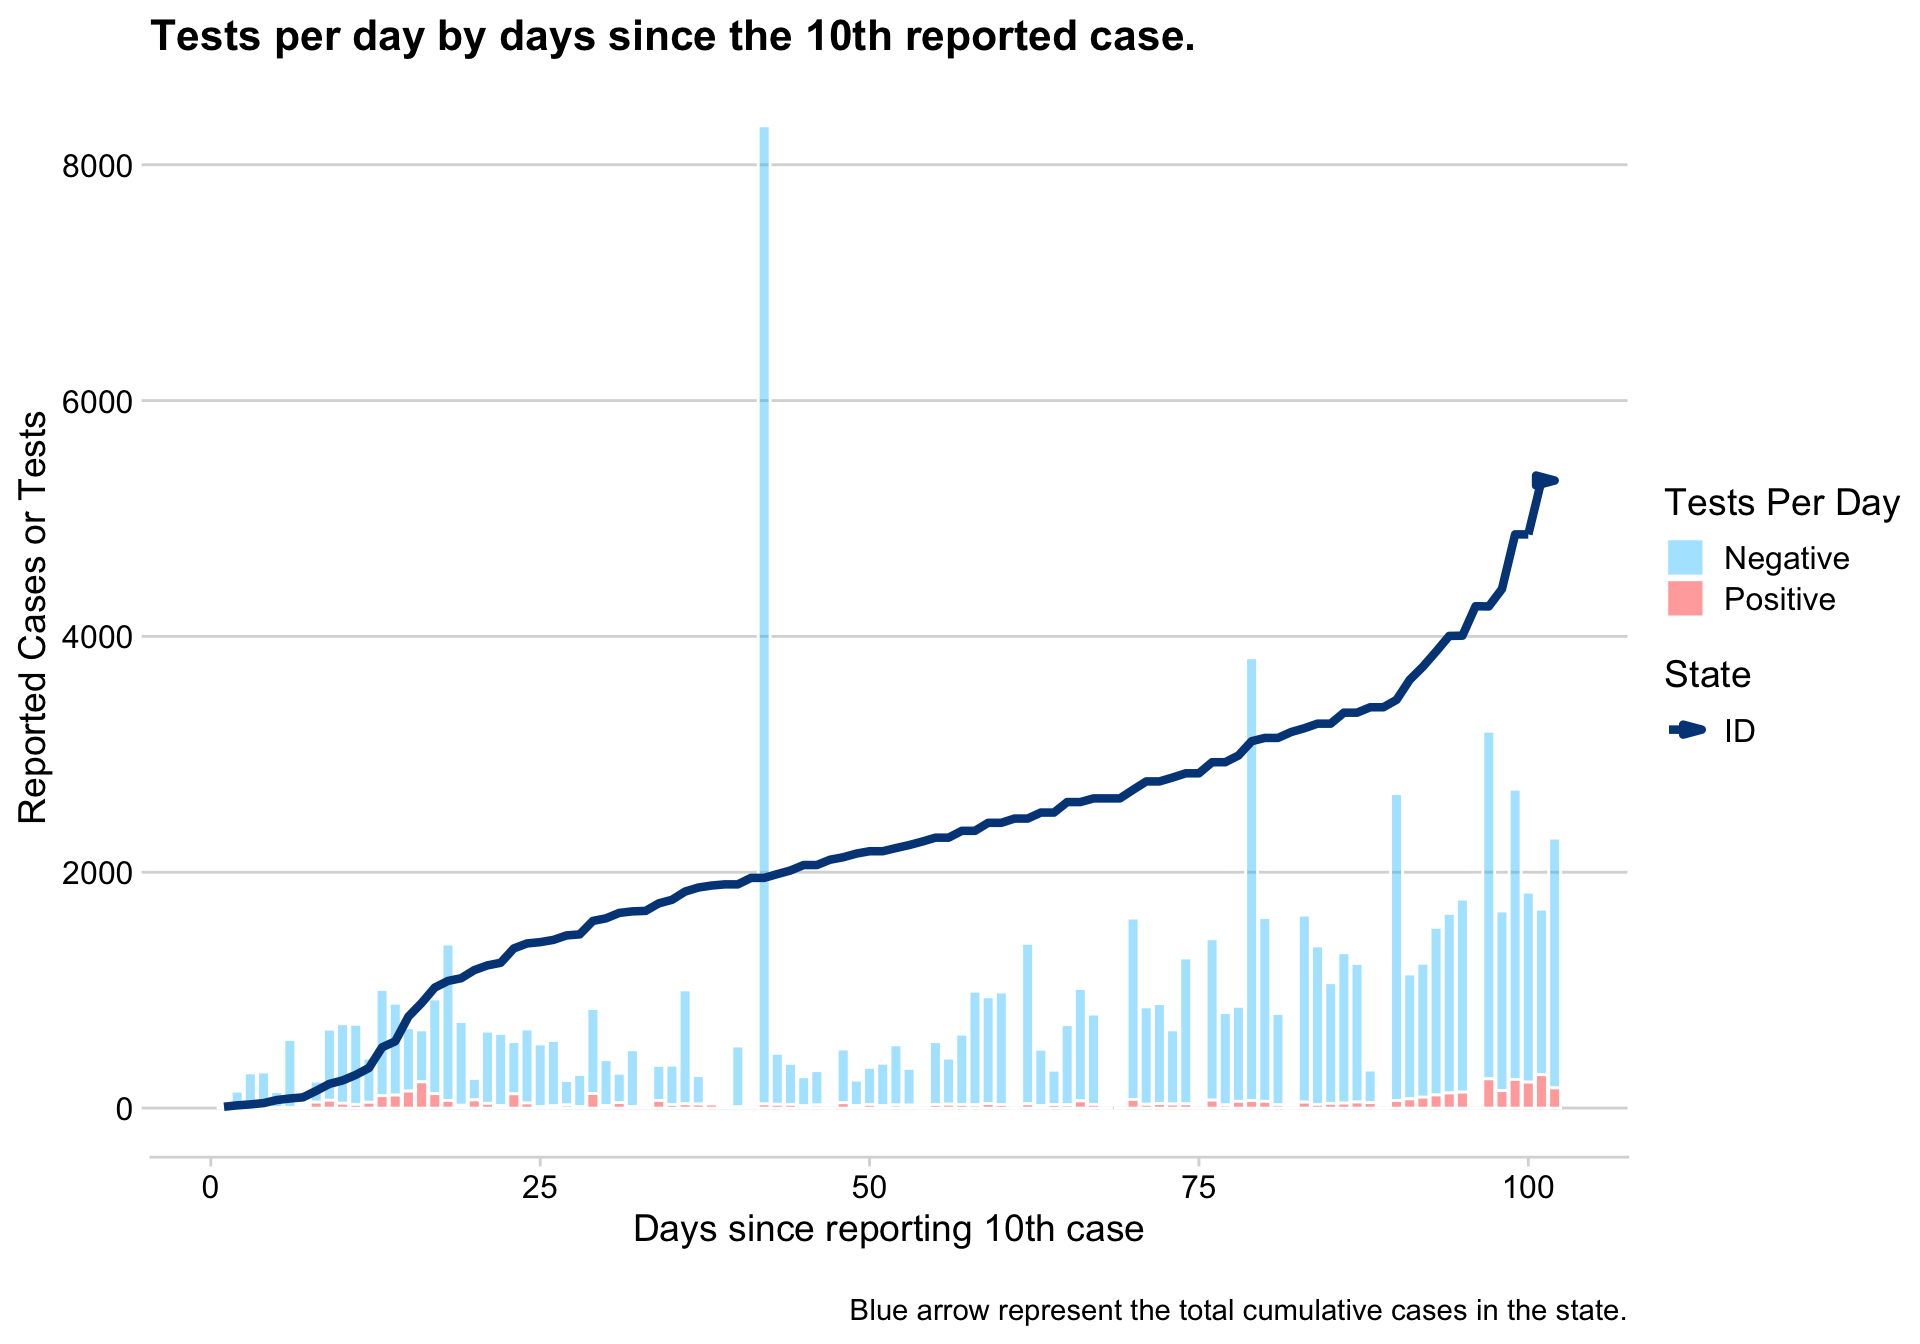 Tests per day by days since the 10th reported case.
8000
6000
4000
2000
0
Reported Cases or Tests
0 25 50 75 100
Days since reporting 10th case
Tests Per Day
Negative
Positive
State
ID
Blue arrow represent the total cumulative cases in the state.